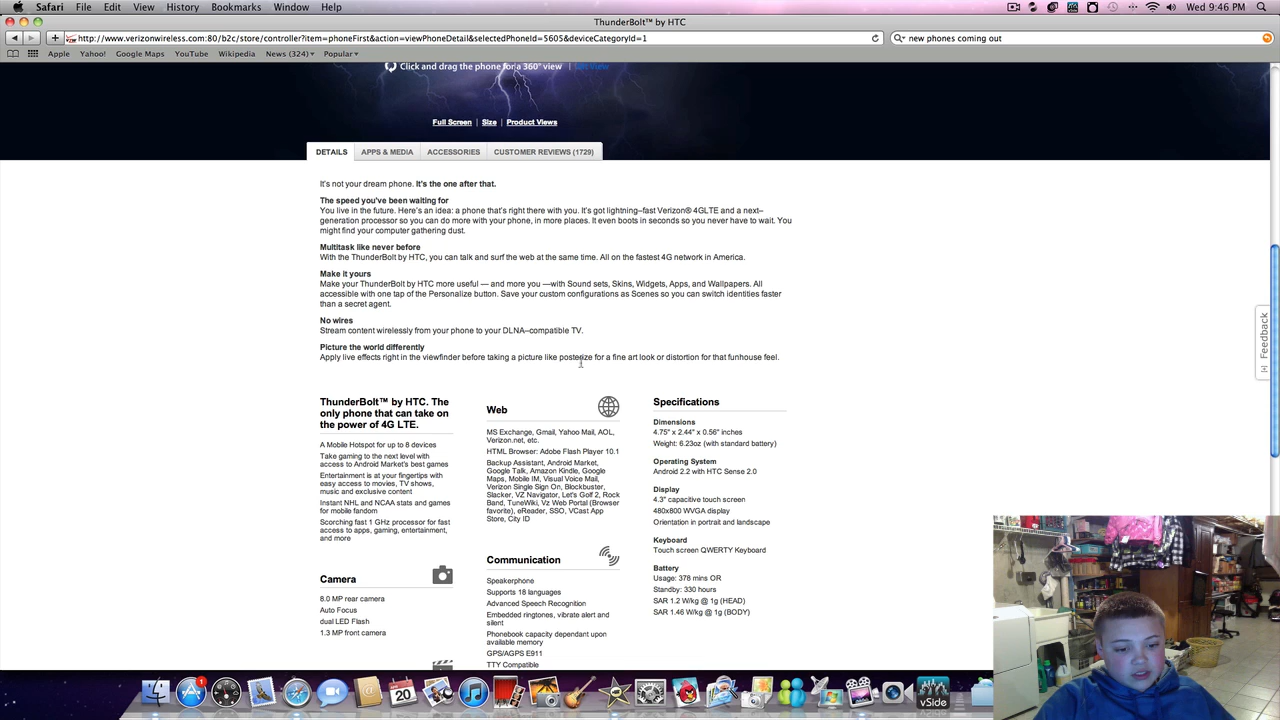 Safari File Edit View History Bookmarks Window Help
Wed 9:46 PM
ThunderBolt™ by HTC
http://www.verizonwireless.com:80/b2c/store/controller?item=phoneFirst&action=viewPhoneDetail&selectedPhoneId=5605&deviceCategoryId=1
new phones coming out
Apple Yahoo! Google Maps YouTube Wikipedia News (324) Popular
Click and drag the phone for a 360° view
Full Screen | Size | Product Views
DETAILS APPS & MEDIA ACCESSORIES CUSTOMER REVIEWS (1729)
It's not your dream phone. It's the one after that.
The speed you've been waiting for
You live in the future. Here's an idea: a phone that's right there with you. It's got lightning–fast Verizon® 4GLTE and a next–
generation processor so you can do more with your phone, in more places. It even boots in seconds so you never have to wait. You
might find your computer gathering dust.
Multitask like never before
With the ThunderBolt by HTC, you can talk and surf the web at the same time. All on the fastest 4G network in America.
Make it yours
Make your ThunderBolt by HTC more useful — and more you —with Sound sets, Skins, Widgets, Apps, and Wallpapers. All
accessible with one tap of the Personalize button. Save your custom configurations as Scenes so you can switch identities faster
than a secret agent.
No wires
Stream content wirelessly from your phone to your DLNA–compatible TV.
Picture the world differently
Apply live effects right in the viewfinder before taking a picture like posterize for a fine art look or distortion for that funhouse feel.
Feedback
ThunderBolt™ by HTC. The
only phone that can take on
the power of 4G LTE.
A Mobile Hotspot for up to 8 devices
Take gaming to the next level with
access to Android Market's best games
Entertainment is at your fingertips with
easy access to movies, TV shows,
music and exclusive content
Instant NHL and NCAA stats and games
for mobile fandom
Scorching fast 1 GHz processor for fast
access to apps, gaming, entertainment,
and more
Camera
8.0 MP rear camera
Auto Focus
dual LED Flash
1.3 MP front camera
Web
MS Exchange, Gmail, Yahoo Mail, AOL,
Verizon.net, etc.
HTML Browser: Adobe Flash Player 10.1
Backup Assistant, Android Market,
Google Talk, Amazon Kindle, Google
Maps, Mobile IM, Visual Voice Mail,
Verizon Single Sign On, Blockbuster,
Slacker, VZ Navigator, Let's Golf 2, Rock
Band, TuneWiki, Vz Web Portal (Browser
favorite), eReader, SSO, VCast App
Store, City ID
Communication
Speakerphone
Supports 18 languages
Advanced Speech Recognition
Embedded ringtones, vibrate alert and
silent
Phonebook capacity dependant upon
available memory
GPS/AGPS E911
TTY Compatible
Specifications
Dimensions
4.75" x 2.44" x 0.56" inches
Weight: 6.23oz (with standard battery)
Operating System
Android 2.2 with HTC Sense 2.0
Display
4.3" capacitive touch screen
480x800 WVGA display
Orientation in portrait and landscape
Keyboard
Touch screen QWERTY Keyboard
Battery
Usage: 378 mins OR
Standby: 330 hours
SAR 1.2 W/kg @ 1g (HEAD)
SAR 1.46 W/kg @ 1g (BODY)
1
20
vSide